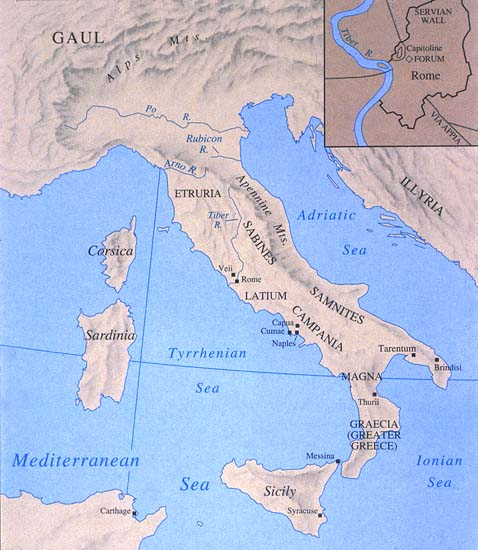 GAUL
Alps Mts.
SERVIAN
WALL
Tiber R.
Capitoline
FORUM
Rome
VIA APPIA
Po R.
Rubicon
R.
Arno R.
ETRURIA
Apennine Mts.
ILLYRIA
Tiber
R.
Adriatic
Sea
SABINES
Corsica
Veii
Rome
LATIUM
SAMNITES
CAMPANIA
Capua
Cumae
Naples
Sardinia
Tyrrhenian
Sea
Tarentum
Brindisi
MAGNA
Thurii
GRAECIA
(GREATER
GREECE)
Mediterranean
Sea
Messina
Ionian
Sea
Sicily
Carthage
Syracuse